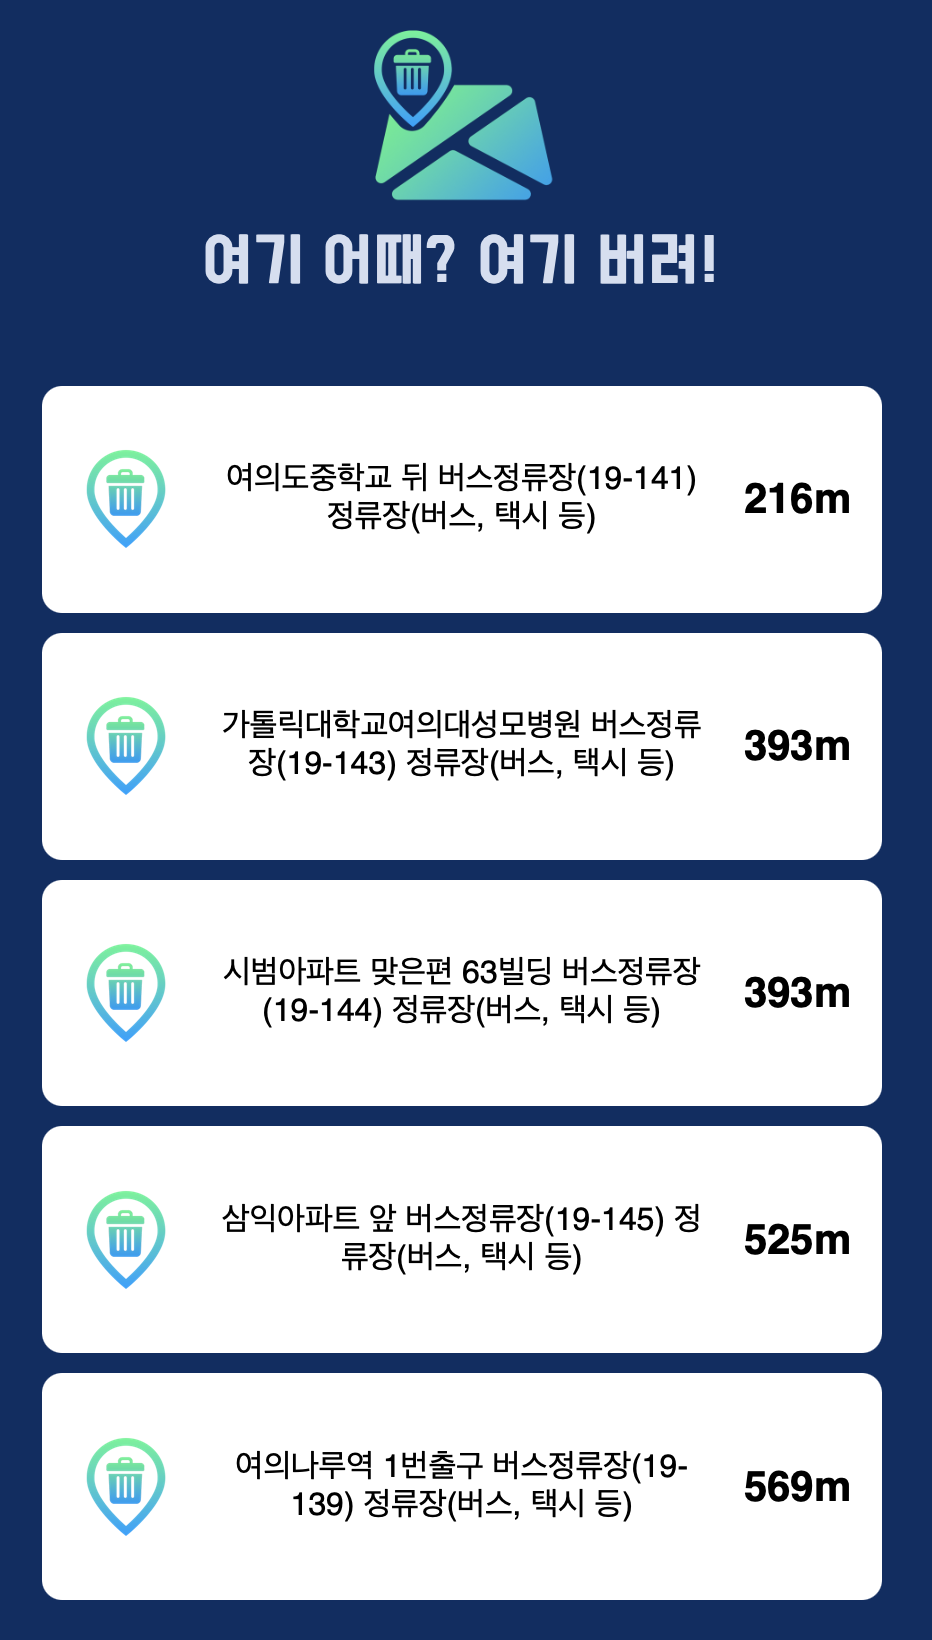 여기 어때? 여기 버려!
여의도중학교 뒤 버스정류장(19-141)
정류장(버스, 택시 등)
216m
가톨릭대학교여의대성모병원 버스정류
장(19-143) 정류장(버스, 택시 등)
393m
시범아파트 맞은편 63빌딩 버스정류장
(19-144) 정류장(버스, 택시 등)
393m
삼익아파트 앞 버스정류장(19-145) 정
류장(버스, 택시 등)
525m
여의나루역 1번출구 버스정류장(19-
139) 정류장(버스, 택시 등)
569m